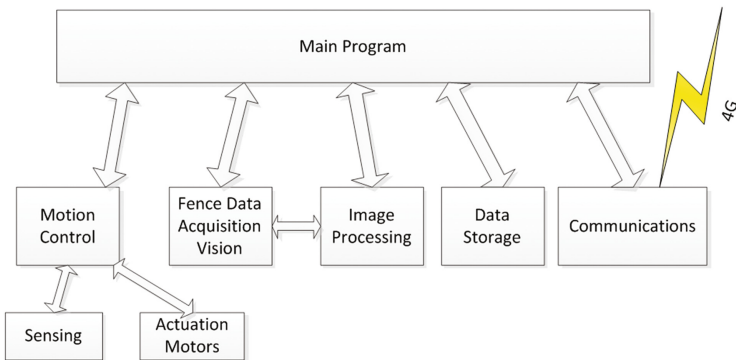 Main Program
4G
Motion
Control
Fence Data
Acquisition
Vision
Image
Processing
Data
Storage
Communications
Sensing
Actuation
Motors